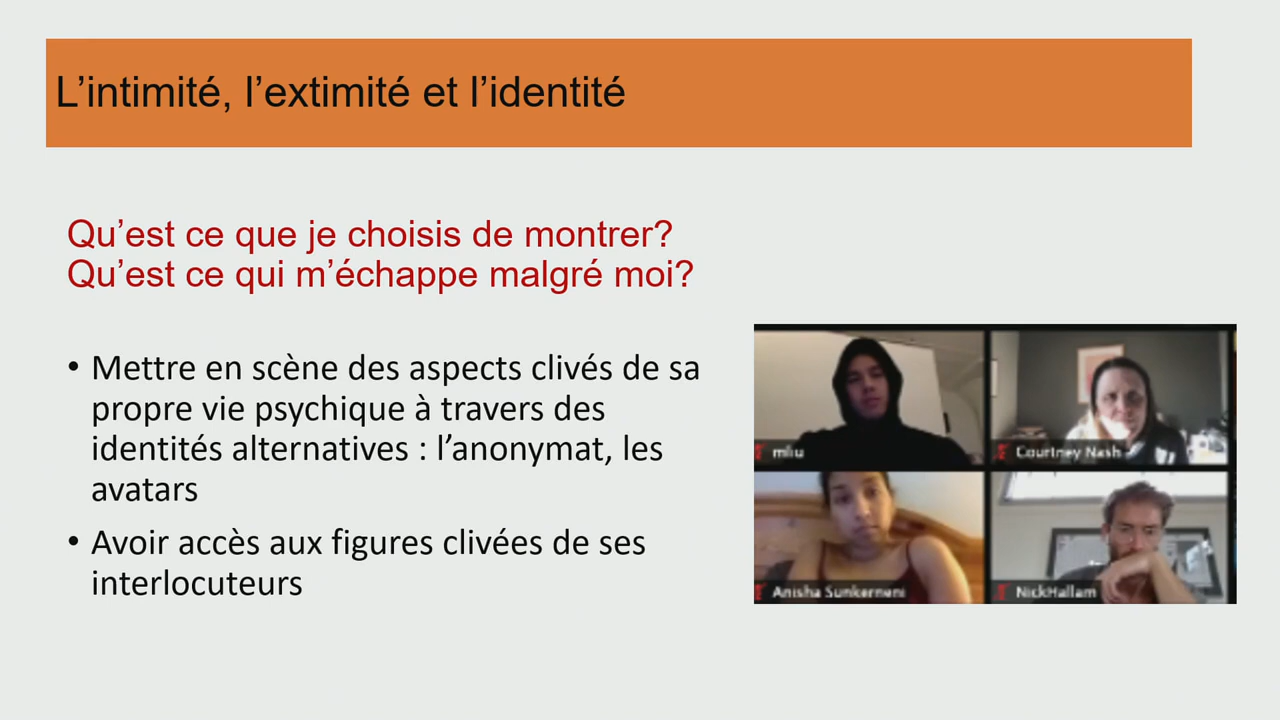 L’intimité, l’extimité et l’identité
Qu’est ce que je choisis de montrer?
Qu’est ce qui m’échappe malgré moi?
• Mettre en scène des aspects clivés de sa
propre vie psychique à travers des
identités alternatives : l’anonymat, les
avatars
• Avoir accès aux figures clivées de ses
interlocuteurs
mliu
Courtney Nash
Anisha Sunkerneni
NickHallam